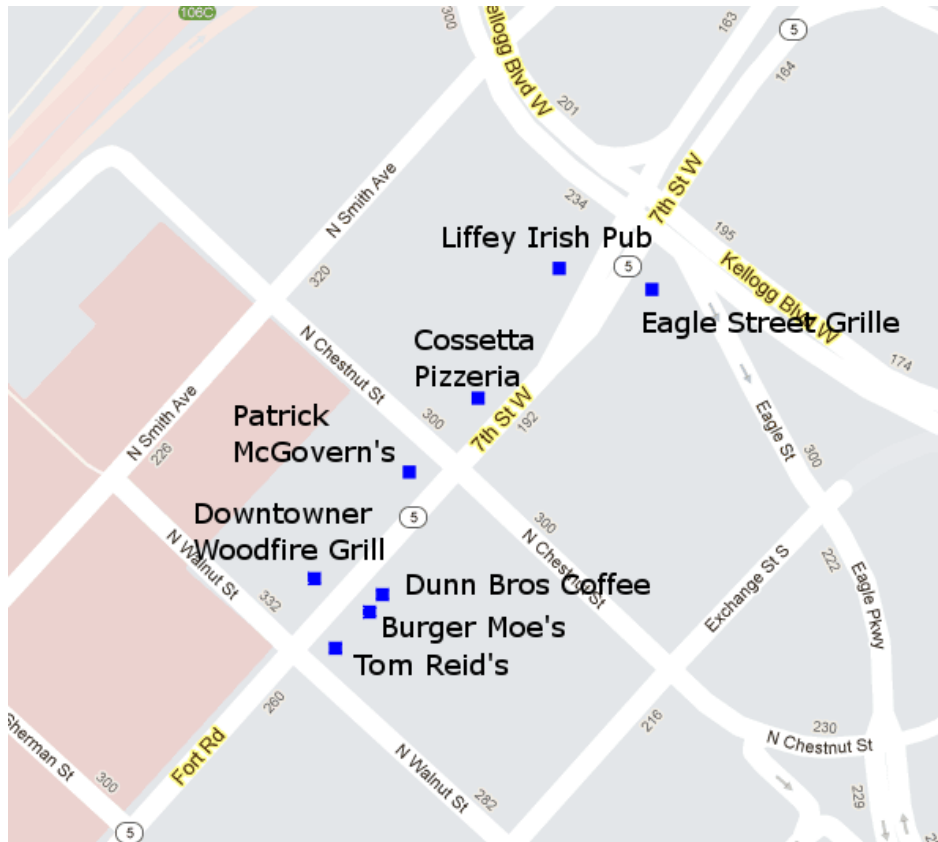 106C
300
Kellogg Blvd W
163
5
164
201
7th St W
N Smith Ave
234
195
Liffey Irish Pub
5
Kellogg Blvd W
320
Eagle Street Grille
Cossetta
Pizzeria
174
N Chestnut St
N Smith Ave
226
Patrick
McGovern's
300
7th St W
192
Eagle St
300
Downtowner
Woodfire Grill
5
300
N Walnut St
332
N Chestnut St
Exchange St S
222
Eagle Pkwy
Dunn Bros Coffee
Burger Moe's
Tom Reid's
260
216
230
N Chestnut St
Sherman St
300
Fort Rd
N Walnut St
282
229
5